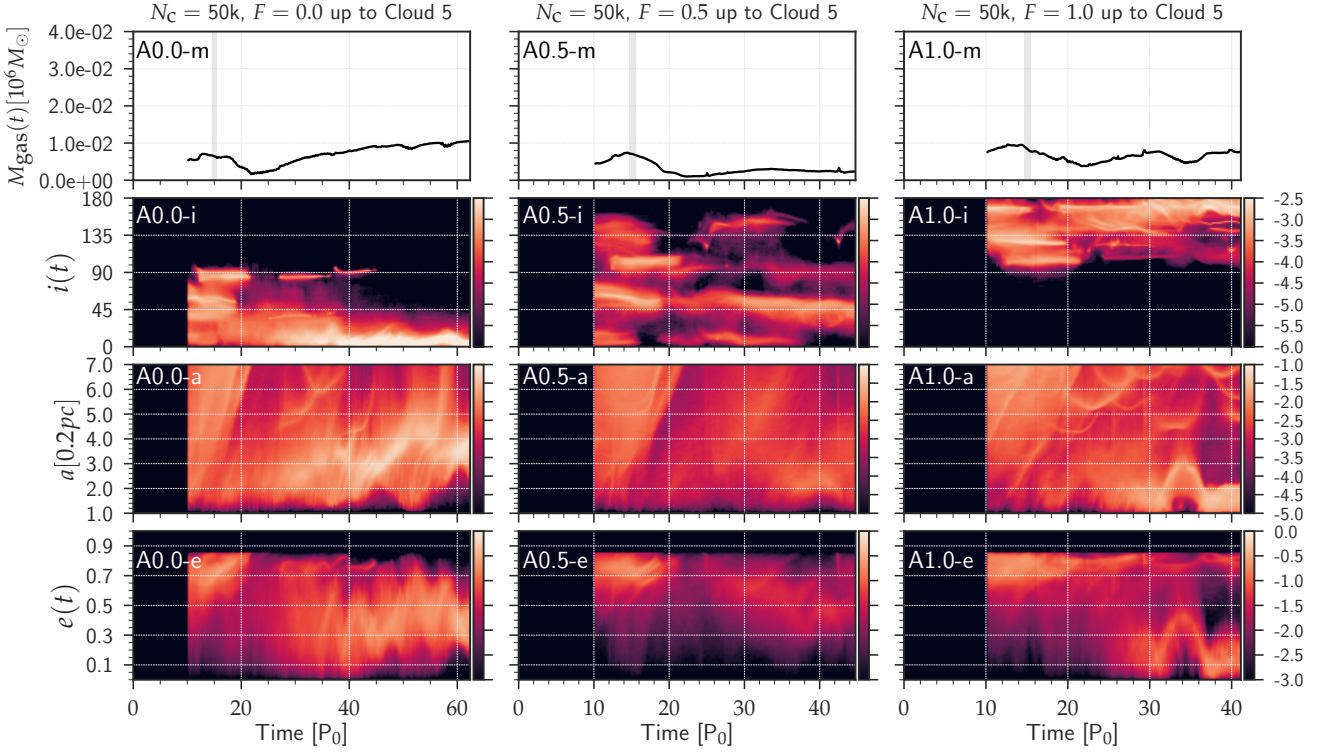 N_c = 50k, F = 0.0 up to Cloud 5
N_c = 50k, F = 0.5 up to Cloud 5
N_c = 50k, F = 1.0 up to Cloud 5
M_gas(t)[10^6 M_⊙]
4.0e-02
3.0e-02
2.0e-02
1.0e-02
0.0e+00
A0.0-m
A0.5-m
A1.0-m
i(t)
180
135
90
45
0
A0.0-i
A0.5-i
A1.0-i
-2.5
-3.0
-3.5
-4.0
-4.5
-5.0
-5.5
-6.0
a[0.2pc]
7.0
6.0
5.0
4.0
3.0
2.0
1.0
A0.0-a
A0.5-a
A1.0-a
-1.0
-1.5
-2.0
-2.5
-3.0
-3.5
-4.0
-4.5
-5.0
e(t)
0.9
0.7
0.5
0.3
0.1
A0.0-e
A0.5-e
A1.0-e
0.0
-0.5
-1.0
-1.5
-2.0
-2.5
-3.0
0 20 40 60
0 10 20 30 40
0 10 20 30 40
Time [P_0]
Time [P_0]
Time [P_0]